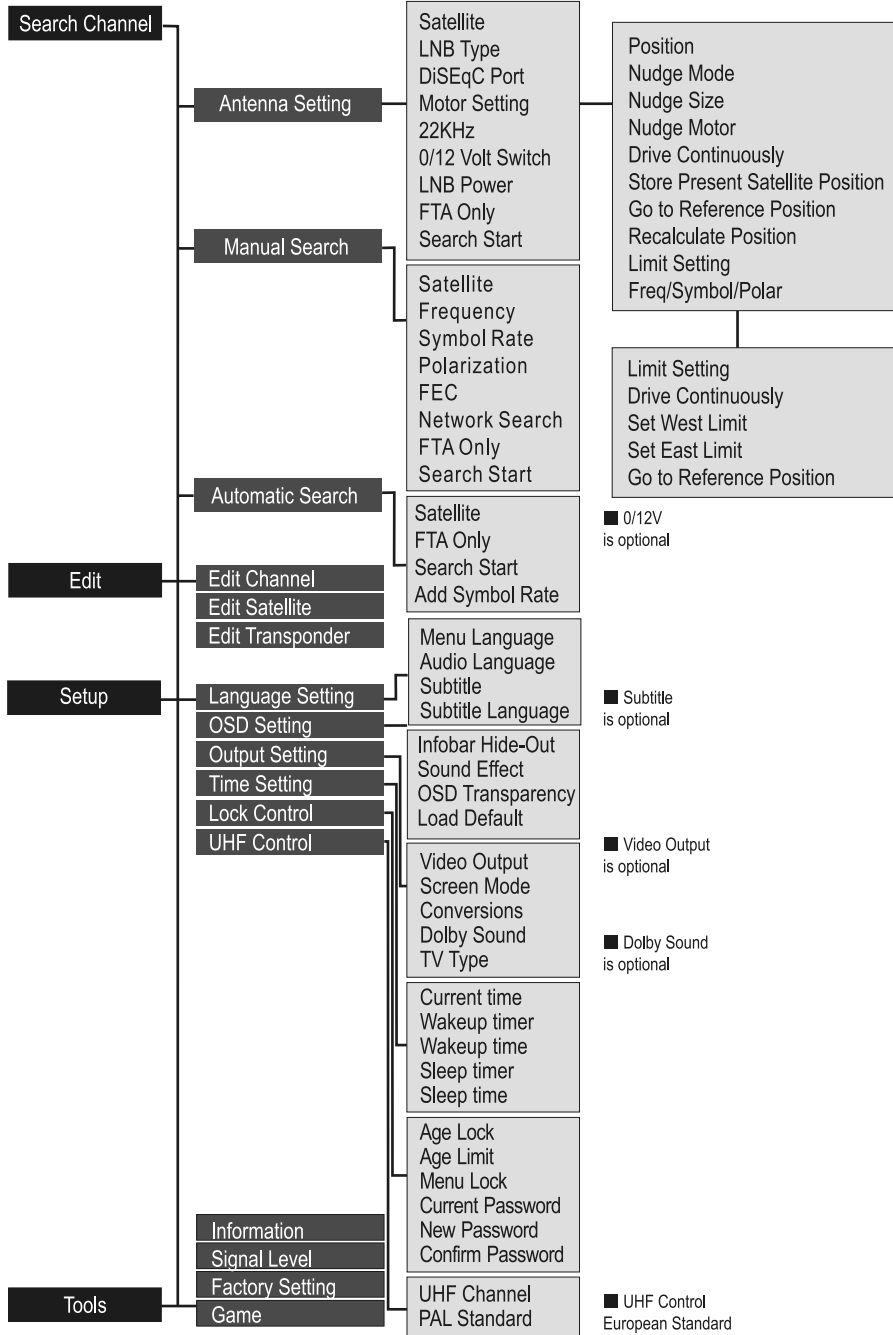 Search Channel
Antenna Setting
Satellite
LNB Type
DiSEqC Port
Motor Setting
22KHz
0/12 Volt Switch
LNB Power
FTA Only
Search Start
Position
Nudge Mode
Nudge Size
Nudge Motor
Drive Continuously
Store Present Satellite Position
Go to Reference Position
Recalculate Position
Limit Setting
Freq/Symbol/Polar
Limit Setting
Drive Continuously
Set West Limit
Set East Limit
Go to Reference Position
Manual Search
Satellite
Frequency
Symbol Rate
Polarization
FEC
Network Search
FTA Only
Search Start
Automatic Search
Satellite
FTA Only
Search Start
Add Symbol Rate
■ 0/12V
is optional
Edit
Edit Channel
Edit Satellite
Edit Transponder
Setup
Language Setting
OSD Setting
Output Setting
Time Setting
Lock Control
UHF Control
Menu Language
Audio Language
Subtitle
Subtitle Language
■ Subtitle
is optional
Infobar Hide-Out
Sound Effect
OSD Transparency
Load Default
Video Output
Screen Mode
Conversions
Dolby Sound
TV Type
■ Video Output
is optional
■ Dolby Sound
is optional
Current time
Wakeup timer
Wakeup time
Sleep timer
Sleep time
Age Lock
Age Limit
Menu Lock
Current Password
New Password
Confirm Password
UHF Channel
PAL Standard
■ UHF Control
European Standard
Tools
Information
Signal Level
Factory Setting
Game